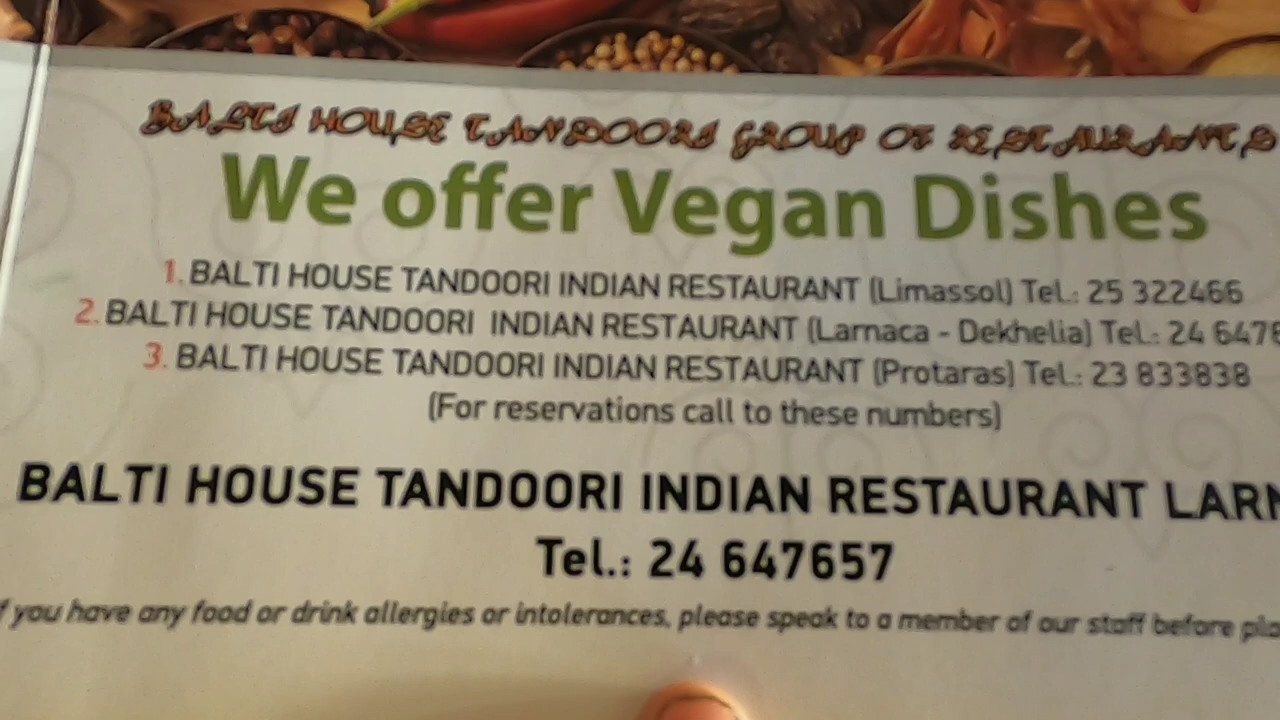 BALTI HOUSE TANDOORI GROUP OF RESTAURANTS
We offer Vegan Dishes
1. BALTI HOUSE TANDOORI INDIAN RESTAURANT (Limassol) Tel.: 25 322466
2. BALTI HOUSE TANDOORI INDIAN RESTAURANT (Larnaca - Dekhelia) Tel.: 24 6476
3. BALTI HOUSE TANDOORI INDIAN RESTAURANT (Protaras) Tel.: 23 833838
(For reservations call to these numbers)
BALTI HOUSE TANDOORI INDIAN RESTAURANT LARN
Tel.: 24 647657
f you have any food or drink allergies or intolerances, please speak to a member of our staff before pla